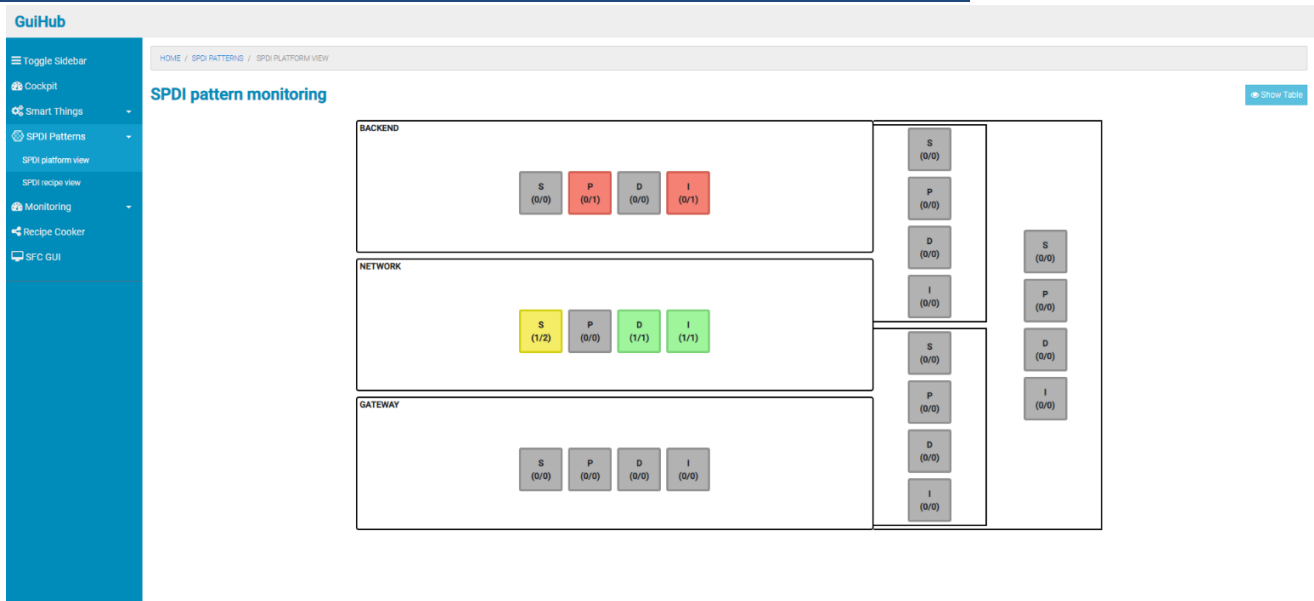 GuiHub
Toggle Sidebar
Cockpit
Smart Things
SPDI Patterns
SPDI platform view
SPDI recipe view
Monitoring
Recipe Cooker
SFC GUI
HOME / SPDI PATTERNS / SPDI PLATFORM VIEW
SPDI pattern monitoring
Show Table
BACKEND
S P D I
(0/0) (0/1) (0/0) (0/1)
NETWORK
S P D I
(1/2) (0/0) (1/1) (1/1)
GATEWAY
S P D I
(0/0) (0/0) (0/0) (0/0)
S
(0/0)
P
(0/0)
D
(0/0)
I
(0/0)
S
(0/0)
P
(0/0)
D
(0/0)
I
(0/0)
S
(0/0)
P
(0/0)
D
(0/0)
I
(0/0)